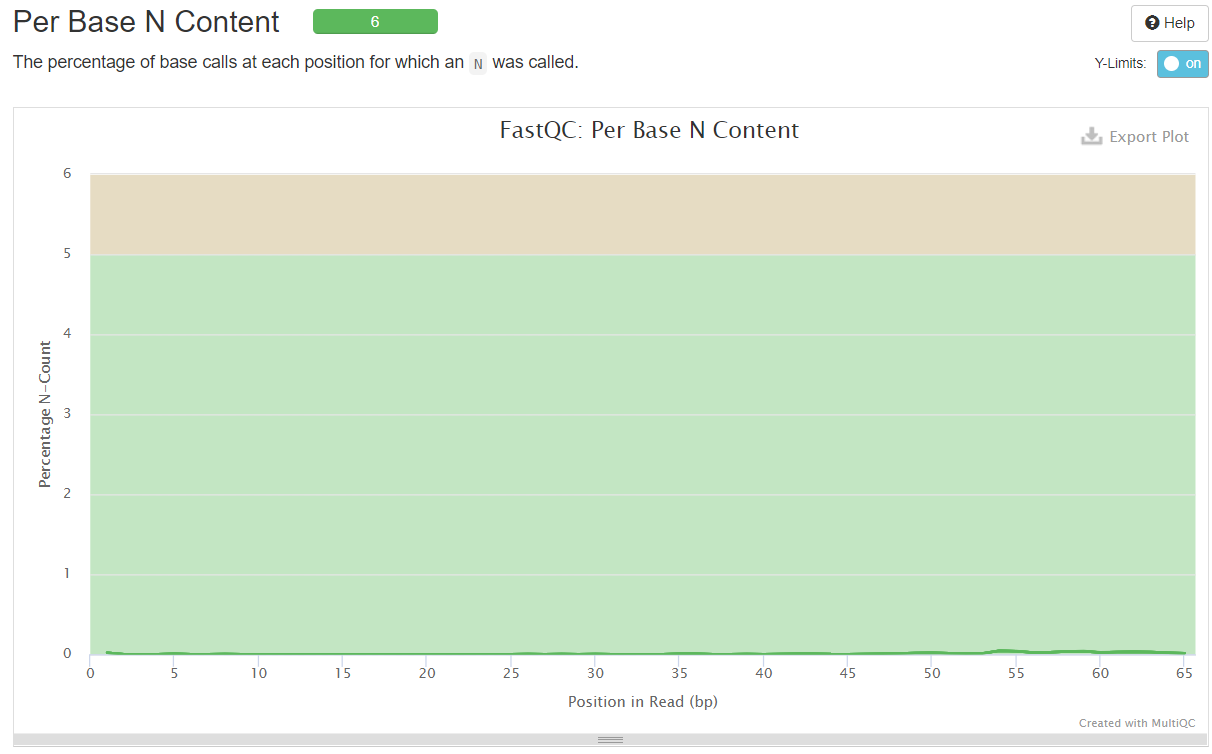 Per Base N Content 6 Help
The percentage of base calls at each position for which an N was called. Y-Limits: on
FastQC: Per Base N Content
Export Plot
6
5
4
3
2
1
0
Percentage N-Count
0 5 10 15 20 25 30 35 40 45 50 55 60 65
Position in Read (bp)
Created with MultiQC